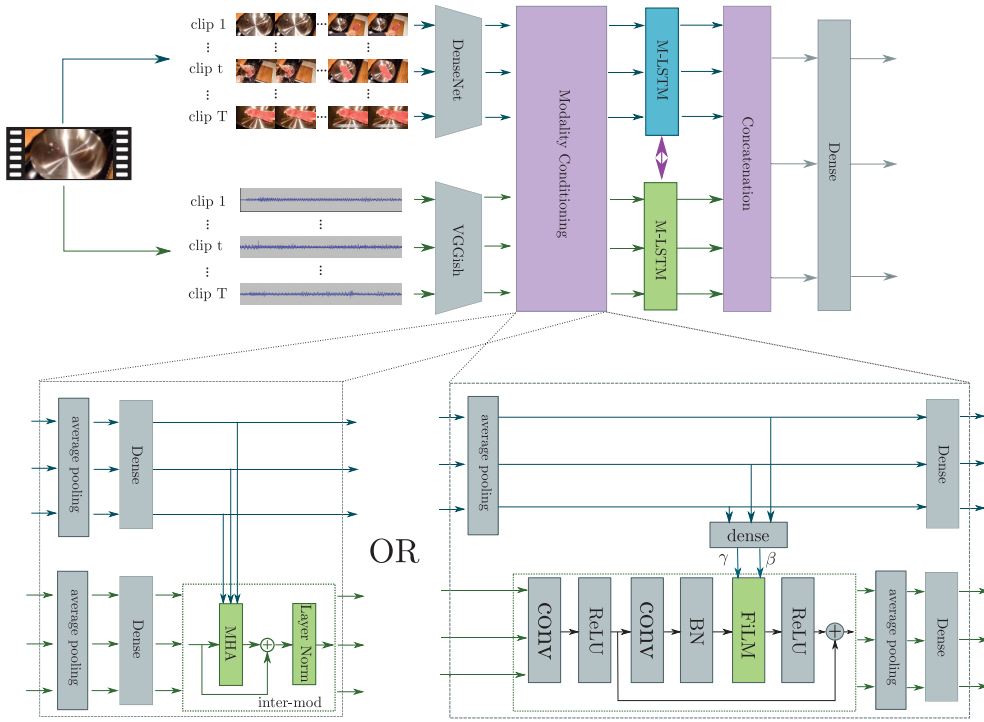 clip 1
⋮
clip t
⋮
clip T
...
⋮
...
⋮
...
DenseNet
clip 1
⋮
clip t
⋮
clip T
⋮
⋮
VGGish
Modality Conditioning
M-LSTM
M-LSTM
Concatenation
Dense
average pooling
Dense
average pooling
Dense
MHA
+
Layer Norm
inter-mod
OR
average pooling
Dense
dense
γ
β
conv
ReLU
conv
BN
FiLM
ReLU
+
average pooling
Dense